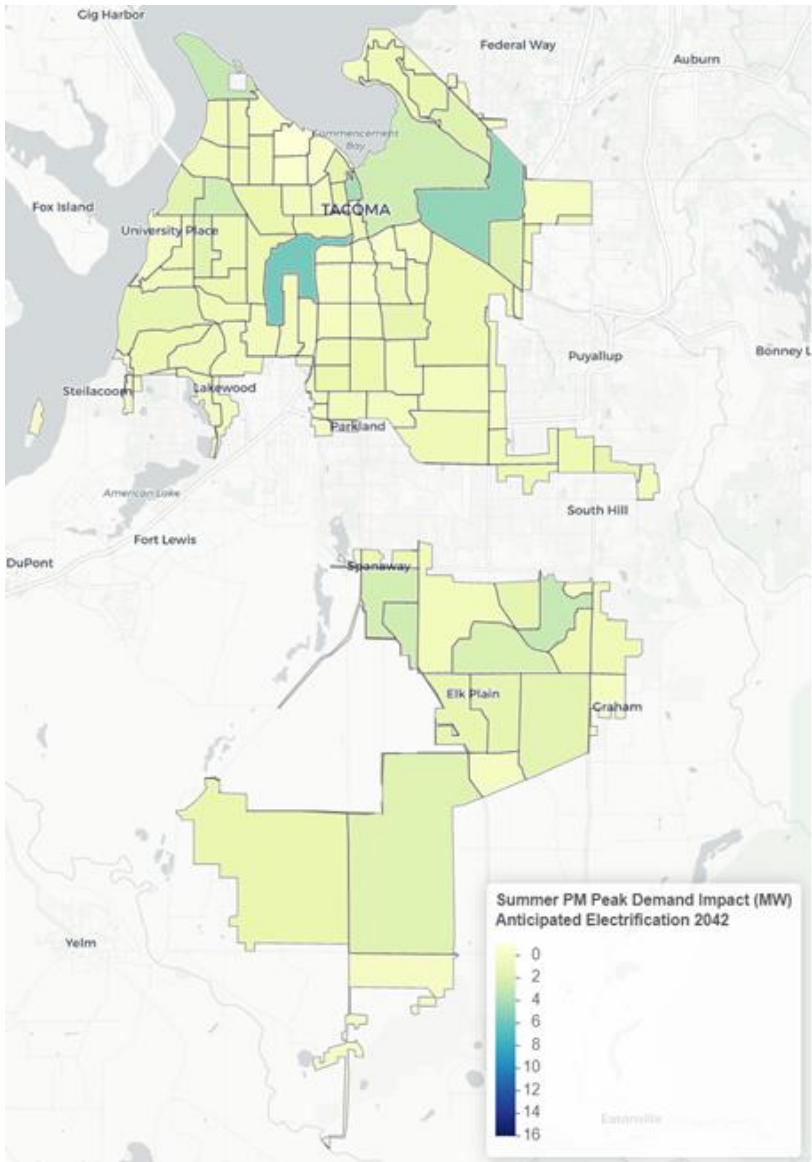 Gig Harbor
Federal Way
Auburn
Commencement
Bay
Fox Island
TACOMA
University Place
Puyallup
Bonney L
Steilacoom
Lakewood
Parkland
American Lake
South Hill
Fort Lewis
DuPont
Spanaway
Elk Plain
Graham
Summer PM Peak Demand Impact (MW)
Anticipated Electrification 2042
0
2
4
6
8
10
12
14
16
Yelm
Eatonville